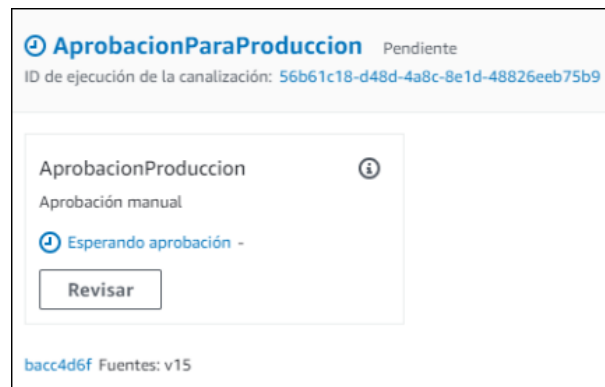 AprobacionParaProduccion Pendiente
ID de ejecución de la canalización: 56b61c18-d48d-4a8c-8e1d-48826eeb75b9
AprobacionProduccion
Aprobación manual
Esperando aprobación -
Revisar
bacc4d6f Fuentes: v15